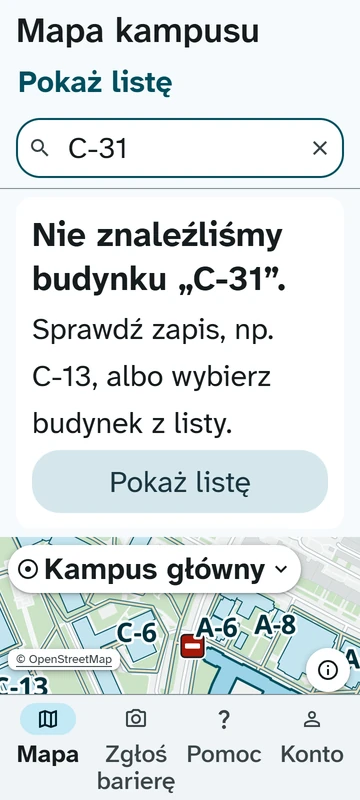 Mapa kampusu
Pokaż listę
C-31
Nie znaleźliśmy
budynku „C-31”.
Sprawdź zapis, np.
C-13, albo wybierz
budynek z listy.
Pokaż listę
Kampus główny
C-6
A-6
A-8
© OpenStreetMap
C-13
A
Mapa
Zgłoś
barierę
Pomoc
Konto